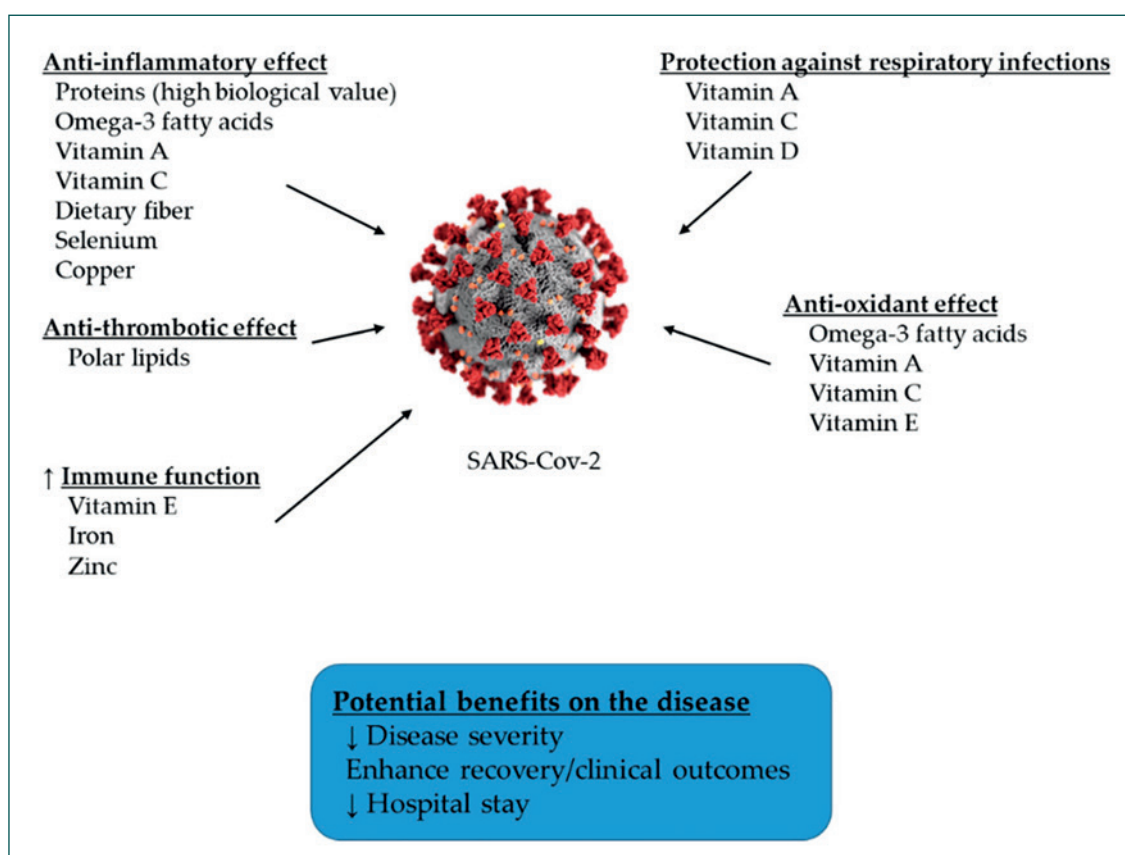 Anti-inflammatory effect
Proteins (high biological value)
Omega-3 fatty acids
Vitamin A
Vitamin C
Dietary fiber
Selenium
Copper
Anti-thrombotic effect
Polar lipids
↑ Immune function
Vitamin E
Iron
Zinc
Protection against respiratory infections
Vitamin A
Vitamin C
Vitamin D
Anti-oxidant effect
Omega-3 fatty acids
Vitamin A
Vitamin C
Vitamin E
SARS-Cov-2
Potential benefits on the disease
↓ Disease severity
Enhance recovery/clinical outcomes
↓ Hospital stay